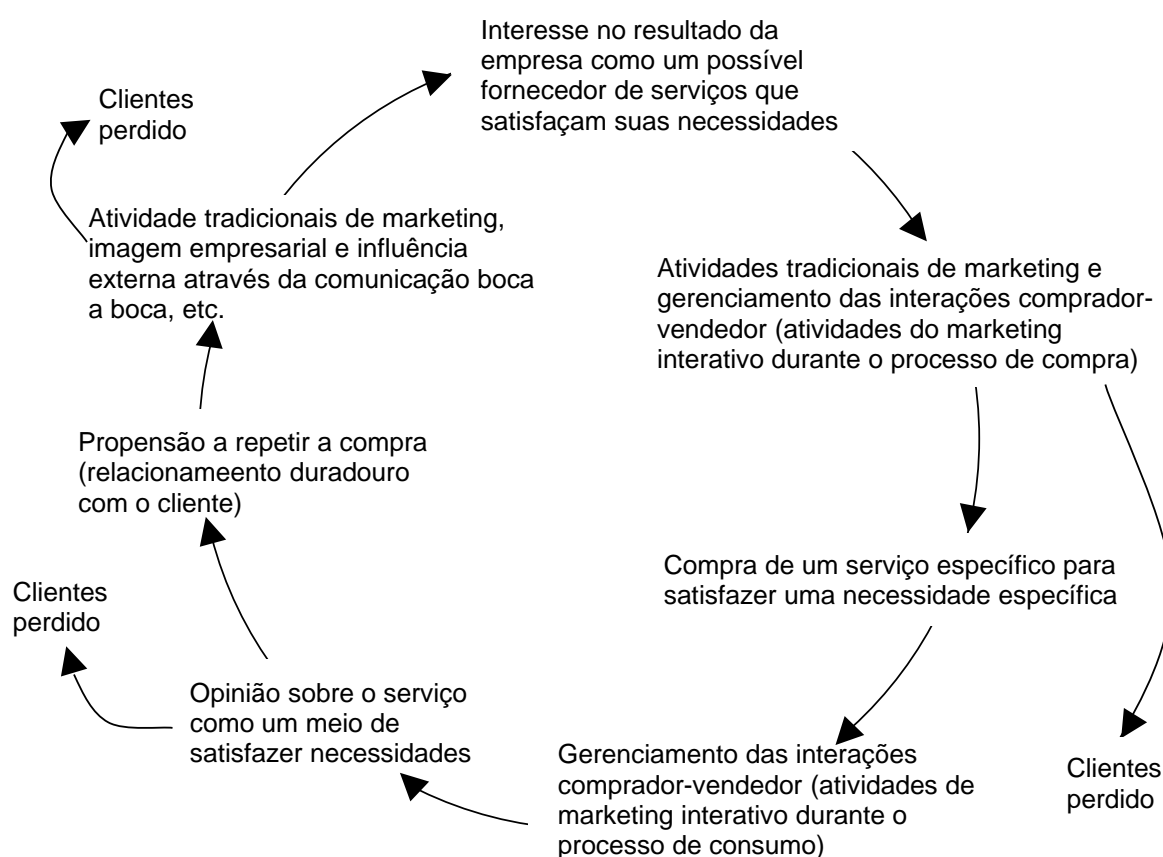 Interesse no resultado da
empresa como um possível
fornecedor de serviços que
satisfaçam suas necessidades
Clientes
perdido
Atividade tradicionais de marketing,
imagem empresarial e influência
externa através da comunicação boca
a boca, etc.
Atividades tradicionais de marketing e
gerenciamento das interações comprador-
vendedor (atividades do marketing
interativo durante o processo de compra)
Propensão a repetir a compra
(relacionameento duradouro
com o cliente)
Compra de um serviço específico para
satisfazer uma necessidade específica
Clientes
perdido
Opinião sobre o serviço
como um meio de
satisfazer necessidades
Gerenciamento das interações
comprador-vendedor (atividades de
marketing interativo durante o
processo de consumo)
Clientes
perdido